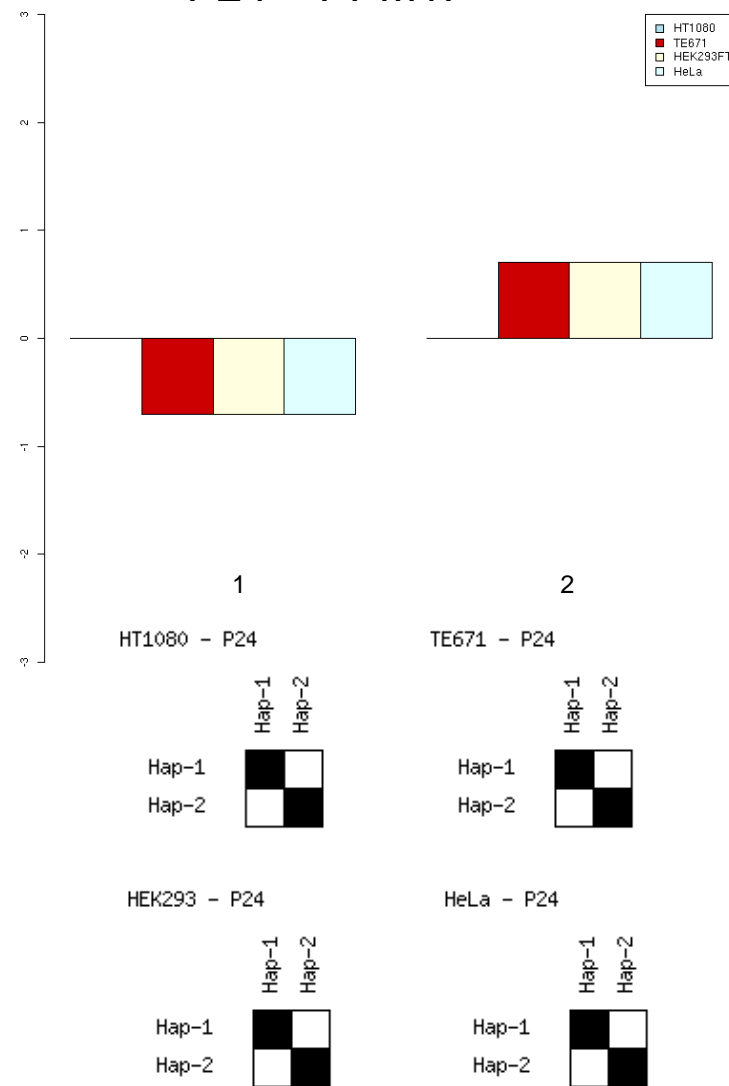 3
HT1080
TE671
HEK293FT
HeLa
2
1
0
-1
-2
-3
1 2
HT1080 - P24 TE671 - P24
Hap-1 Hap-2 Hap-1 Hap-2
Hap-1 Hap-1
Hap-2 Hap-2
HEK293 - P24 HeLa - P24
Hap-1 Hap-2 Hap-1 Hap-2
Hap-1 Hap-1
Hap-2 Hap-2